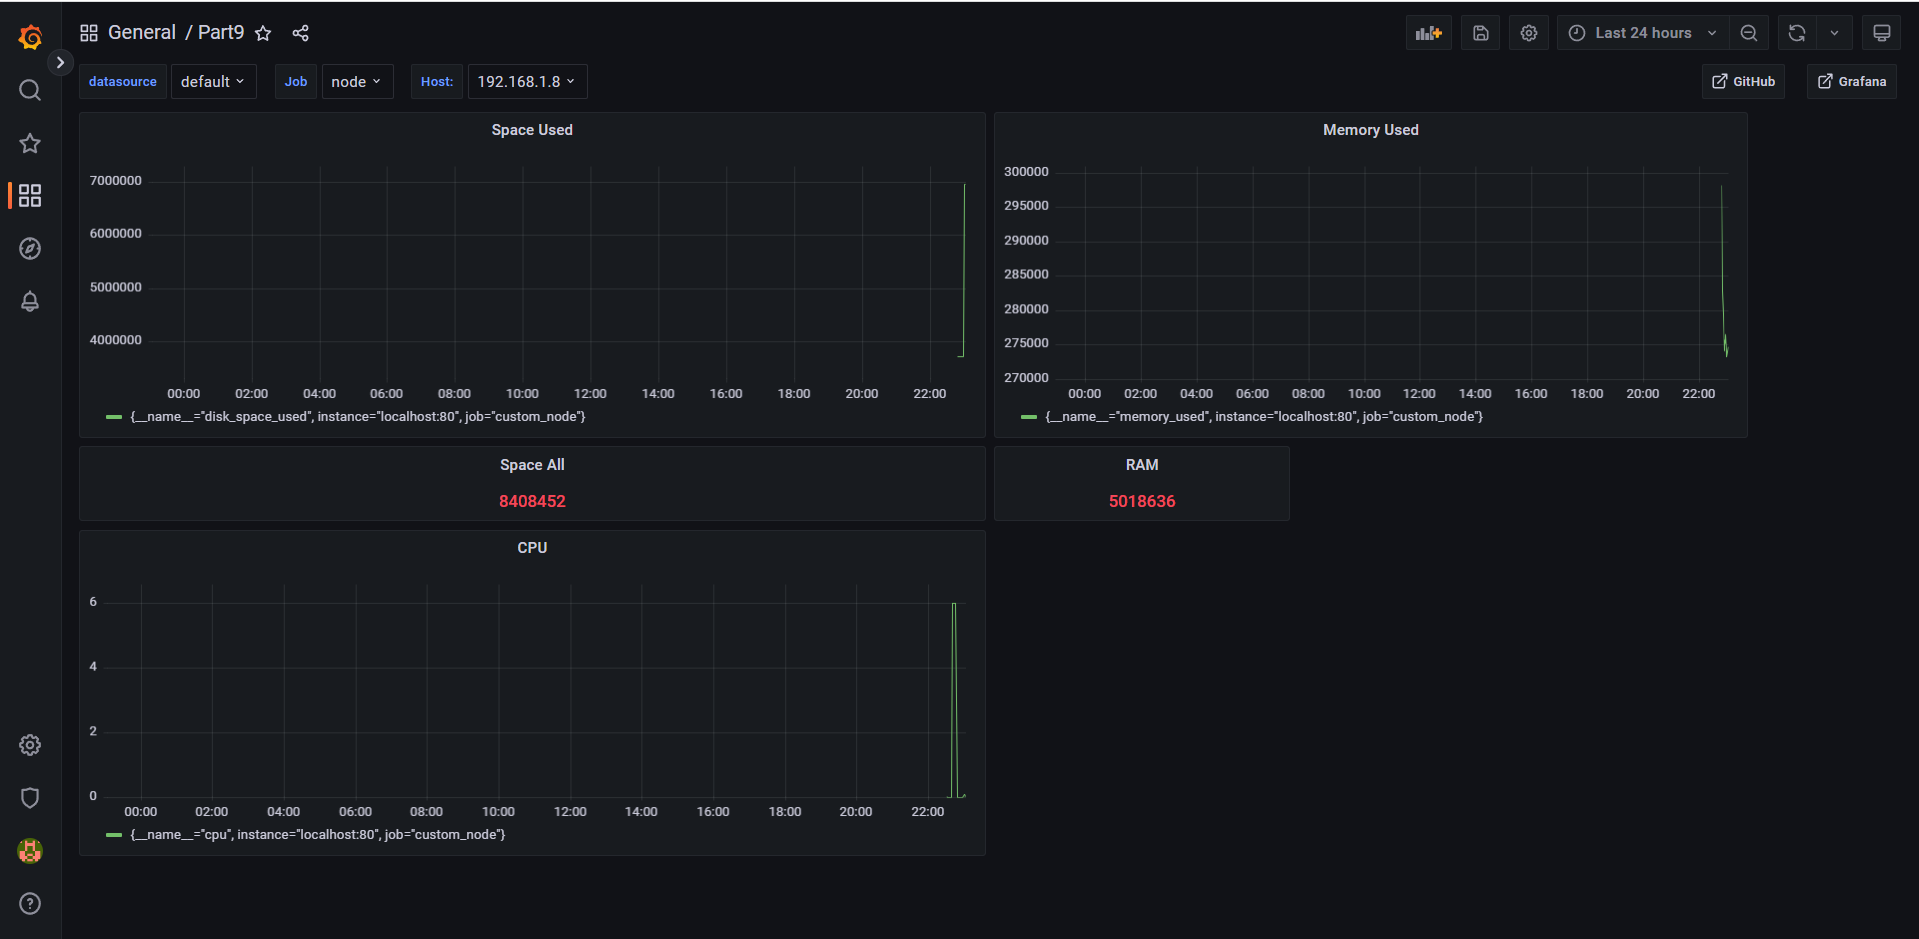 General / Part9
Last 24 hours
datasource default Job node Host: 192.168.1.8 GitHub Grafana
Space Used
7000000
6000000
5000000
4000000
00:00 02:00 04:00 06:00 08:00 10:00 12:00 14:00 16:00 18:00 20:00 22:00
{__name__="disk_space_used", instance="localhost:80", job="custom_node"}
Memory Used
300000
295000
290000
285000
280000
275000
270000
00:00 02:00 04:00 06:00 08:00 10:00 12:00 14:00 16:00 18:00 20:00 22:00
{__name__="memory_used", instance="localhost:80", job="custom_node"}
Space All
8408452
RAM
5018636
CPU
6
4
2
0
00:00 02:00 04:00 06:00 08:00 10:00 12:00 14:00 16:00 18:00 20:00 22:00
{__name__="cpu", instance="localhost:80", job="custom_node"}